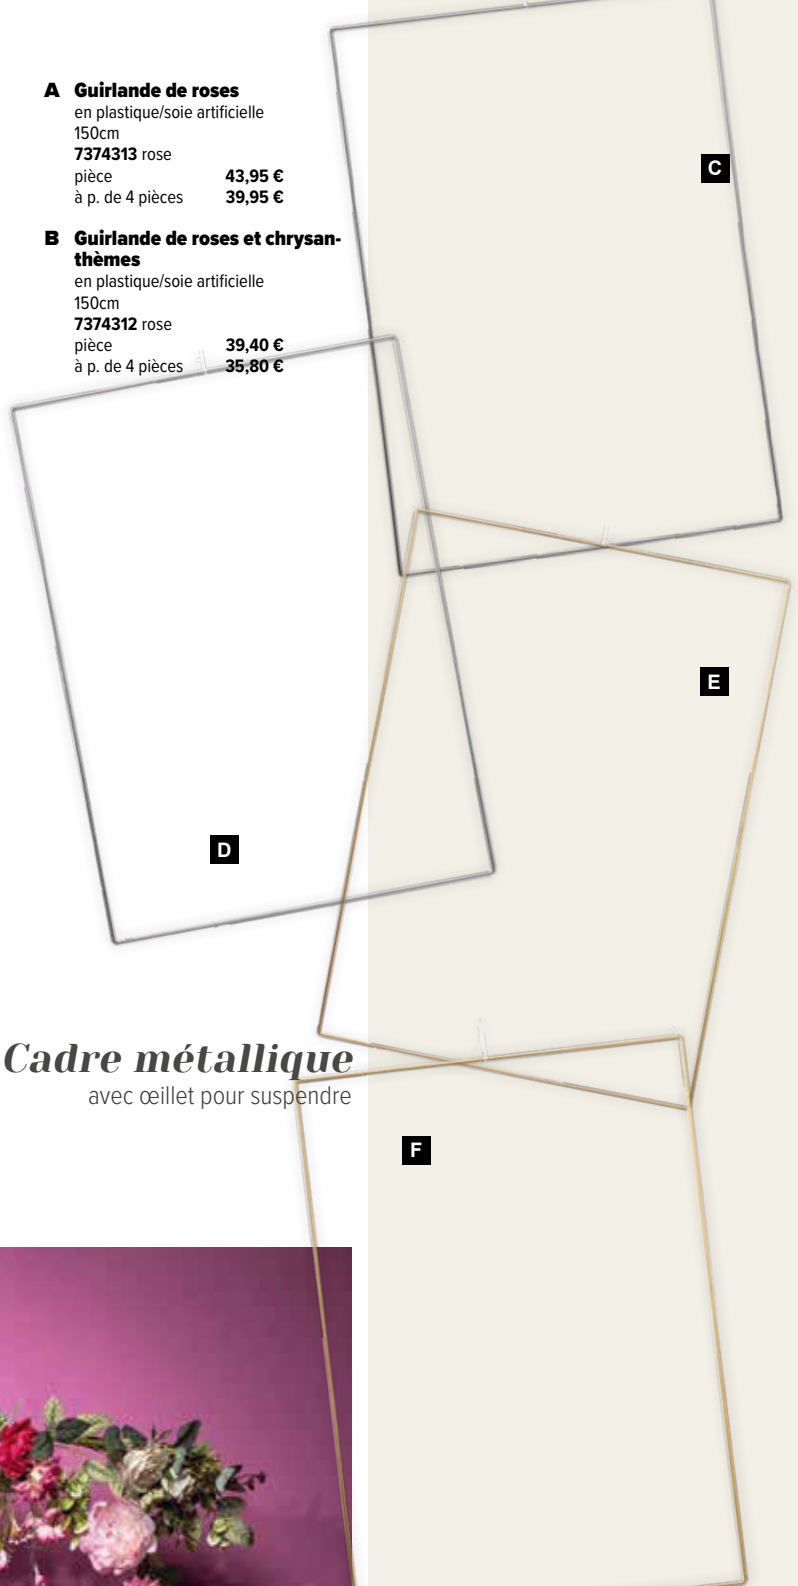 A Guirlande de roses
en plastique/soie artificielle
150cm
7374313 rose
pièce 43,95 €
à p. de 4 pièces 39,95 €
B Guirlande de roses et chrysan-
thèmes
en plastique/soie artificielle
150cm
7374312 rose
pièce 39,40 €
à p. de 4 pièces 35,80 €
C
E
D
Cadre métallique
avec œillet pour suspendre
F